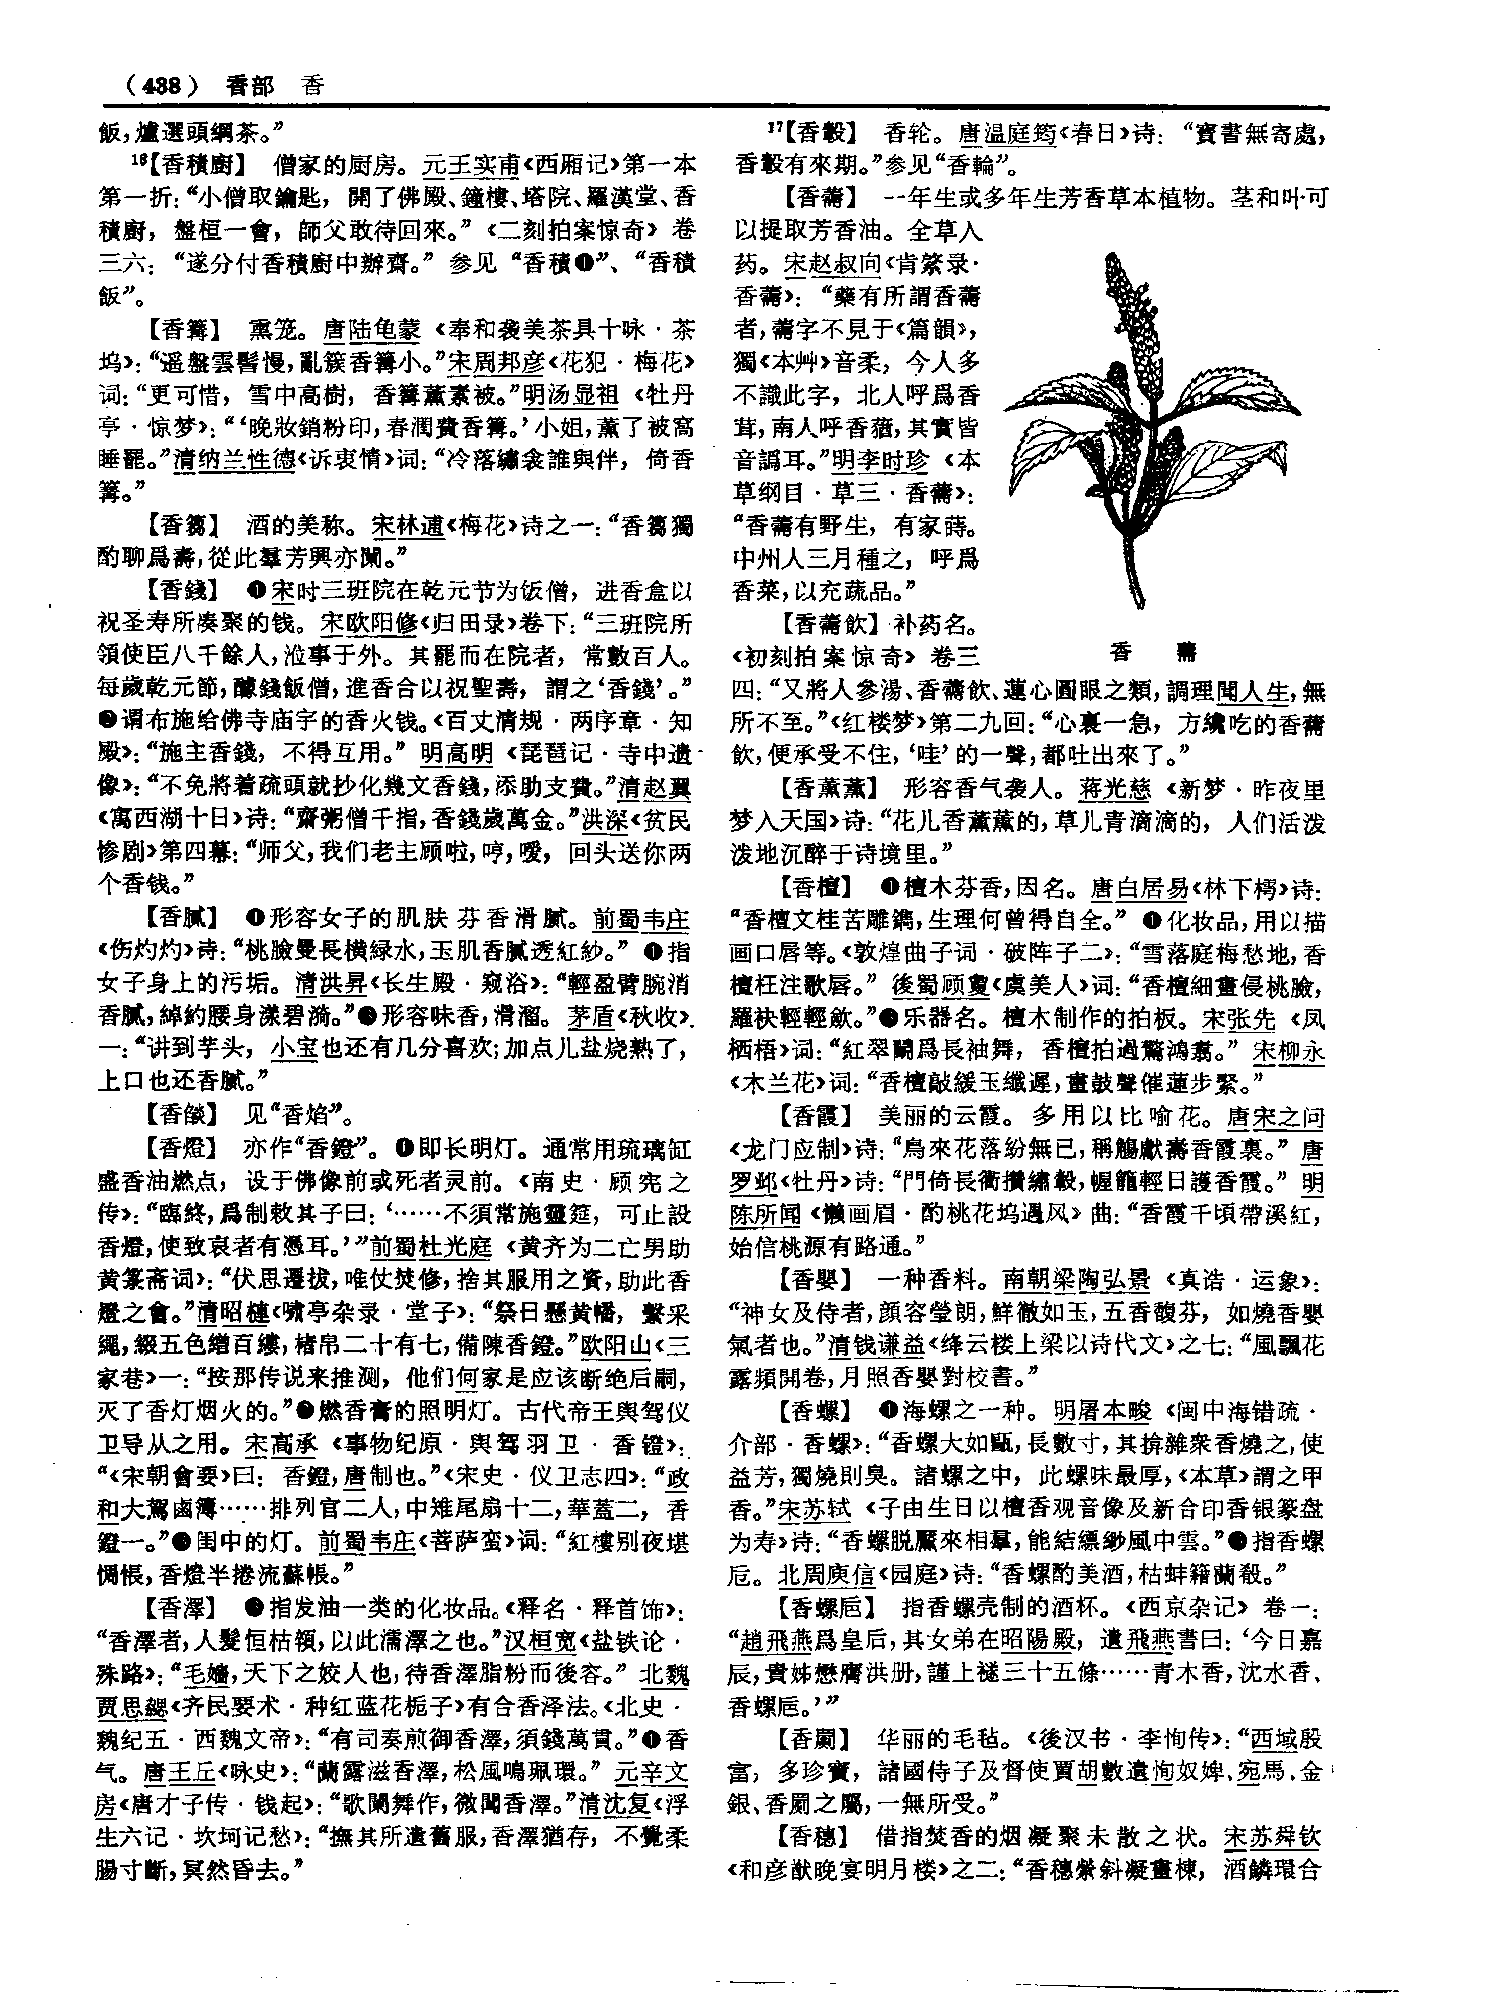 （438） 香部 香
飯，爐選頭綱茶。”
16【香積廚】 僧家的厨房。元王实甫《西厢记》第一本
第一折：“小僧取鑰匙，開了佛殿、鐘樓、塔院、羅漢堂、香
積廚，盤桓一會，師父敢待回來。”《二刻拍案惊奇》卷
三六：“遂分付香積廚中辦齋。”参见“香積❶”、“香積
飯”。
【香篝】 熏笼。唐陆龟蒙《奉和袭美茶具十咏·茶
坞》：“遥盤雲髻慢，亂簇香篝小。”宋周邦彦《花犯·梅花》
词：“更可惜，雪中高樹，香篝薰素被。”明汤显祖《牡丹
亭·惊梦》：“‘晚妝銷粉印，春潤費香篝。’小姐，薰了被窩
睡罷。”清纳兰性德《诉衷情》词：“冷落繡衾誰與伴，倚香
篝。”
【香篘】 酒的美称。宋林逋《梅花》诗之一：“香篘獨
酌聊爲壽，從此羣芳興亦闌。”
【香錢】 ❶宋时三班院在乾元节为饭僧，进香盒以
祝圣寿所凑聚的钱。宋欧阳修《归田录》卷下：“三班院所
領使臣八千餘人，涖事于外。其罷而在院者，常數百人。
每歲乾元節，醵錢飯僧，進香合以祝聖壽，謂之‘香錢’。”
❷谓布施给佛寺庙宇的香火钱。《百丈清规·两序章·知
殿》：“施主香錢，不得互用。”明高明《琵琶记·寺中遗
像》：“不免將着疏頭就抄化幾文香錢，添助支費。”清赵翼
《寓西湖十日》诗：“齋粥僧千指，香錢歲萬金。”洪深《贫民
惨剧》第四幕：“师父，我们老主顾啦，哼，嗳，回头送你两
个香钱。”
【香膩】 ❶形容女子的肌肤芬香滑腻。前蜀韦庄
《伤灼灼》诗：“桃臉曼長横緑水，玉肌香膩透紅紗。”❶指
女子身上的污垢。清洪昇《长生殿·窥浴》：“輕盈臂腕消
香膩，綽約腰身漾碧漪。”❸形容味香，滑溜。茅盾《秋收》
一：“讲到芋头，小宝也还有几分喜欢；加点儿盐烧熟了，
上口也还香腻。”
【香燄】 见“香焰”。
【香燈】 亦作“香鐙”。❶即长明灯。通常用琉璃缸
盛香油燃点，设于佛像前或死者灵前。《南史·顾宪之
传》：“臨終，爲制敕其子曰：‘……不須常施靈筵，可止設
香燈，使致哀者有憑耳。’”前蜀杜光庭《黄齐为二亡男助
黄箓斋词》：“伏思遷拔，唯仗焚修，捨其服用之資，助此香
燈之會。”清昭槤《啸亭杂录·堂子》：“祭日懸黄幡，繫采
繩，綴五色繒百縷，楮帛二十有七，備陳香鐙。”欧阳山《三
家巷》一：“按那传说来推测，他们何家是应该断绝后嗣，
灭了香灯烟火的。”❷燃香膏的照明灯。古代帝王舆驾仪
卫导从之用。宋高承《事物纪原·舆驾羽卫·香镫》：
“《宋朝會要》曰：香鐙，唐制也。”《宋史·仪卫志四》：“政
和大駕鹵簿……排列官二人，中雉尾扇十二，華蓋二，香
鐙一。”❸闺中的灯。前蜀韦庄《菩萨蛮》词：“紅樓别夜堪
惆悵，香燈半捲流蘇帳。”
【香澤】 ❶指发油一类的化妆品。《释名·释首饰》：
“香澤者，人髮恒枯領，以此濡澤之也。”汉桓宽《盐铁论·
殊路》：“毛嬙，天下之姣人也，待香澤脂粉而後容。”北魏
贾思勰《齐民要术·种红蓝花栀子》有合香泽法。《北史·
魏纪五·西魏文帝》：“有司奏煎御香澤，須錢萬貫。”❶香
气。唐王丘《咏史》：“蘭露滋香澤，松風鳴珮環。”元辛文
房《唐才子传·钱起》：“歌闌舞作，微聞香澤。”清沈复《浮
生六记·坎坷记愁》：“撫其所遺舊服，香澤猶存，不覺柔
腸寸斷，冥然昏去。”
17【香轂】 香轮。唐温庭筠《春日》诗：“寶書無寄處，
香轂有來期。”参见“香輪”。
【香薷】 一年生或多年生芳香草本植物。茎和叶可
以提取芳香油。全草入
药。宋赵叔向《肯綮录·
香薷》：“藥有所謂香薷
者，薷字不見于《篇韻》，
獨《本艸》音柔，今人多
不識此字，北人呼爲香
茸，南人呼香葇，其實皆
音譌耳。”明李时珍《本
草纲目·草三·香薷》：
“香薷有野生，有家蒔。
中州人三月種之，呼爲
香菜，以充蔬品。”
【香薷飲】补药名。
《初刻拍案惊奇》卷三
香 薷
四：“又將人參湯、香薷飲、蓮心圓眼之類，調理聞人生，無
所不至。”《红楼梦》第二九回：“心裏一急，方纔吃的香薷
飲，便承受不住，‘哇’的一聲，都吐出來了。”
【香薰薰】 形容香气袭人。蒋光慈《新梦·昨夜里
梦入天国》诗：“花儿香薰薰的，草儿青滴滴的，人们活泼
泼地沉醉于诗境里。”
【香檀】 ❶檀木芬香，因名。唐白居易《林下樗》诗：
“香檀文桂苦雕鐫，生理何曾得自全。”❶化妆品，用以描
画口唇等。《敦煌曲子词·破阵子二》：“雪落庭梅愁地，香
檀枉注歌唇。”後蜀顾敻《虞美人》词：“香檀細畫侵桃臉，
羅袂輕輕斂。”❸乐器名。檀木制作的拍板。宋张先《凤
栖梧》词：“紅翠鬭爲長袖舞，香檀拍過驚鴻翥。”宋柳永
《木兰花》词：“香檀敲緩玉纖遲，畫鼓聲催蓮步緊。”
【香霞】 美丽的云霞。多用以比喻花。唐宋之问
《龙门应制》诗：“鳥來花落紛無已，稱觴獻壽香霞裏。”唐
罗邺《牡丹》诗：“門倚長衢攢繡轂，幄籠輕日護香霞。”明
陈所闻《懒画眉·酌桃花坞遇风》曲：“香霞千頃帶溪紅，
始信桃源有路通。”
【香嬰】 一种香料。南朝梁陶弘景《真诰·运象》：
“神女及侍者，顏容瑩朗，鮮徹如玉，五香馥芬，如燒香嬰
氣者也。”清钱谦益《绛云楼上梁以诗代文》之七：“風飄花
露頻開卷，月照香嬰對校書。”
【香螺】 ❶海螺之一种。明屠本畯《闽中海错疏·
介部·香螺》：“香螺大如甌，長數寸，其揜雜衆香燒之，使
益芳，獨燒則臭。諸螺之中，此螺味最厚，《本草》謂之甲
香。”宋苏轼《子由生日以檀香观音像及新合印香银篆盘
为寿》诗：“香螺脱黶來相羣，能結縹緲風中雲。”❷指香螺
卮。北周庾信《园庭》诗：“香螺酌美酒，枯蚌籍蘭殽。”
【香螺卮】 指香螺壳制的酒杯。《西京杂记》卷一：
“趙飛燕爲皇后，其女弟在昭陽殿，遺飛燕書曰：‘今日嘉
辰，貴姊懋膺洪册，謹上襚三十五條……青木香，沈水香、
香螺卮。’”
【香罽】 华丽的毛毡。《後汉书·李恂传》：“西域殷
富，多珍寶，諸國侍子及督使賈胡數遺恂奴婢、宛馬、金
銀、香罽之屬，一無所受。”
【香穗】 借指焚香的烟凝聚未散之状。宋苏舜钦
《和彦猷晚宴明月楼》之二：“香穗縈斜凝畫棟，酒鱗環合